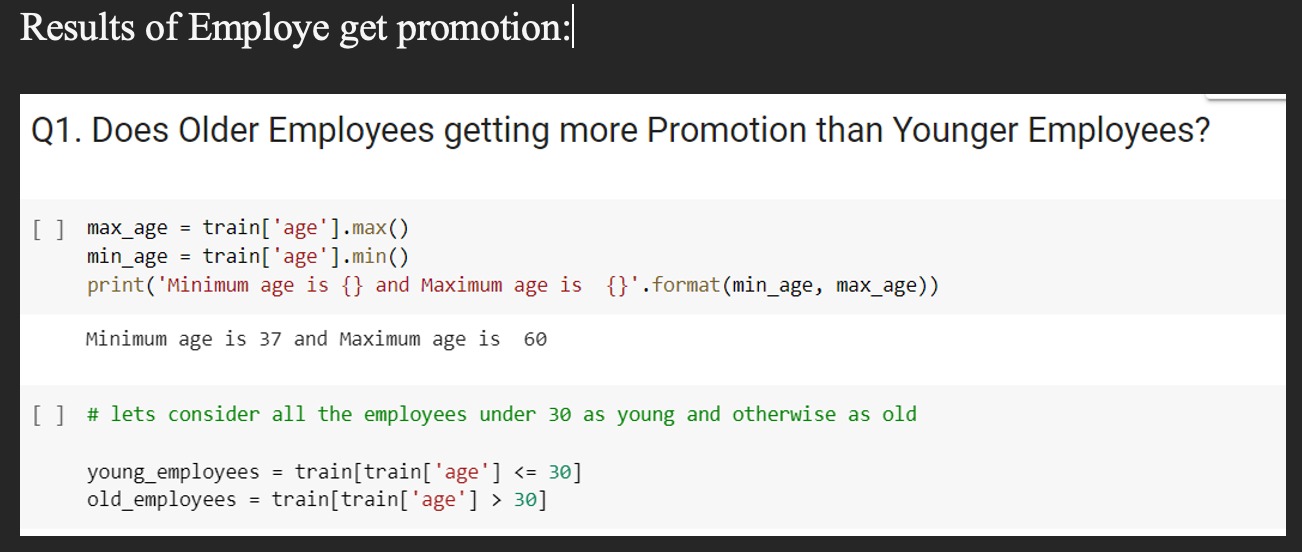 Results of Employe get promotion:
Q1. Does Older Employees getting more Promotion than Younger Employees?
[ ] max_age = train['age'].max()
min_age = train['age'].min()
print('Minimum age is {} and Maximum age is  {}'.format(min_age, max_age))
Minimum age is 37 and Maximum age is  60
[ ] # lets consider all the employees under 30 as young and otherwise as old
young_employees = train[train['age'] <= 30]
old_employees = train[train['age'] > 30]